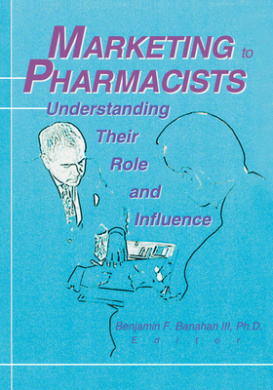 MARKETING to
PHARMACISTS
Understanding
Their
Role
and
Influence
Benjamin F. Banahan III, Ph.D.
Editor